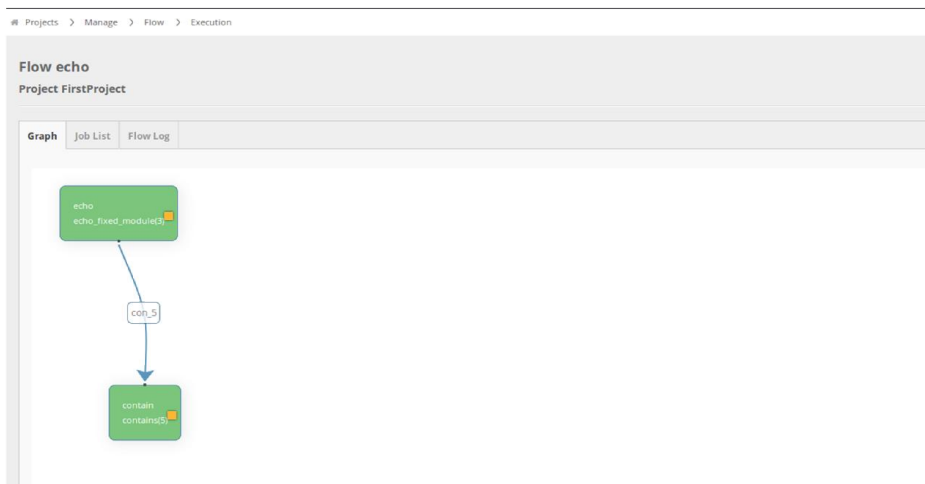 Projects > Manage > Flow > Execution
Flow echo
Project FirstProject
Graph Job List Flow Log
echo
echo_fixed_module(3)
con_5
contain
contains(5)